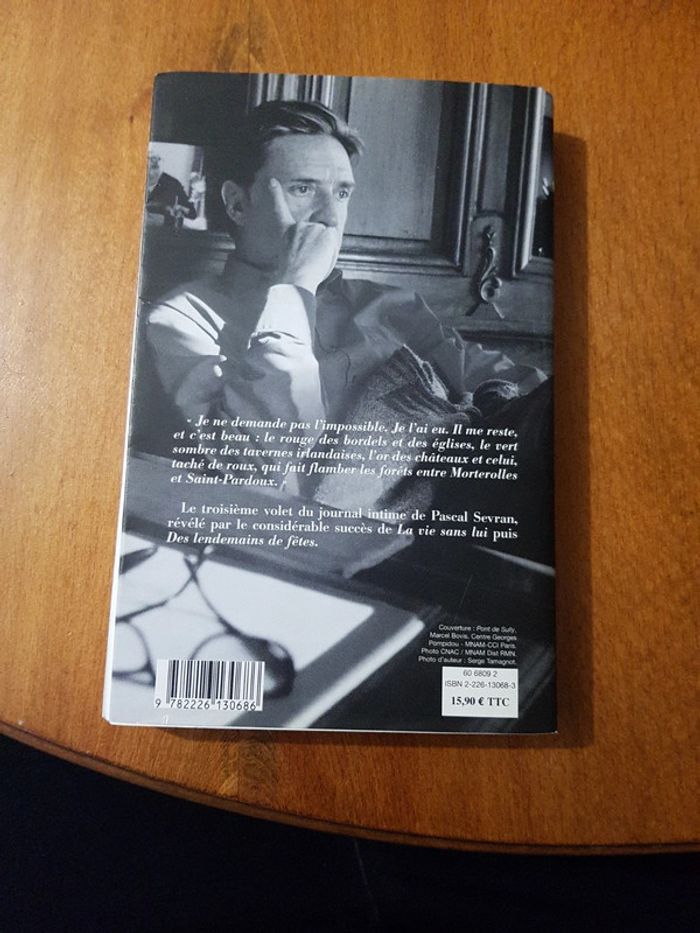 « Je ne demande pas l'impossible. Je l'ai eu. Il me reste,
et c'est beau : le rouge des bordels et des églises, le vert
sombre des tavernes irlandaises, l'or des châteaux et celui,
taché de roux, qui fait flamber les forêts entre Morterolles
et Saint-Pardoux. »
Le troisième volet du journal intime de Pascal Sevran,
révélé par le considérable succès de La vie sans lui puis
Des lendemains de fêtes.
Couverture : Pont de Sully,
Marcel Bovis, Centre Georges
Pompidou - MNAM-CCI Paris.
Photo CNAC / MNAM Dist RMN.
Photo d'auteur : Serge Tamagnot.
60 6809 2
ISBN 2-226-13068-3
15,90 € TTC
9 782226 130686